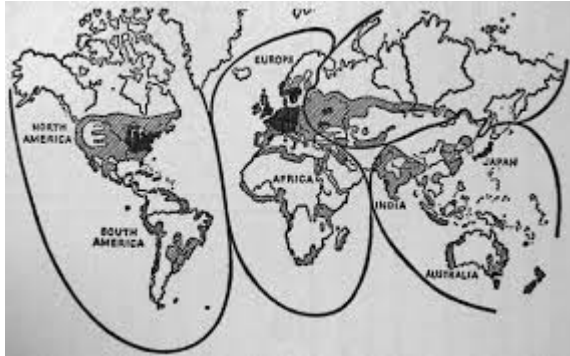 EUROPE
NORTH
AMERICA
AFRICA
JAPAN
INDIA
SOUTH
AMERICA
AUSTRALIA